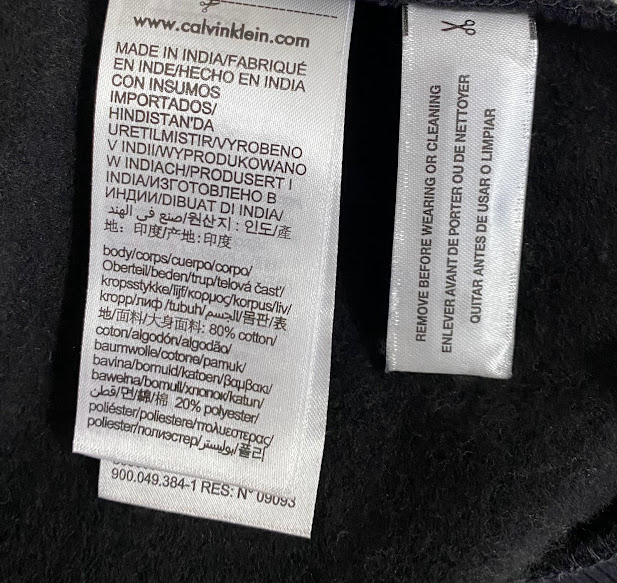 www.calvinklein.com
MADE IN INDIA/FABRIQUÉ
EN INDE/HECHO EN INDIA
CON INSUMOS
IMPORTADOS/
HINDISTAN'DA
URETILMISTIR/VYROBENO
V INDII/WYPRODUKOWANO
W INDIACH/PRODUSERT I
INDIA/ИЗГОТОВЛЕНО В
ИНДИИ/DIBUAT DI INDIA/
صنع في الهند/원산지 : 인도/產
地: 印度/产地: 印度
body/corps/cuerpo/corpo/
Oberteil/beden/trup/telová časť/
kropsstykke/lijf/κορμος/korpus/liv/
kropp/лиф /tubuh/الجسم/몸판/表
地/面料/大身面料: 80% cotton/
coton/algodón/algodão/
baumwolle/cotone/pamuk/
bavlna/bomuld/katoen/βαμβακι/
bawełna/bomull/хлопок/katun/
قطن/면/綿/棉 20% polyester/
poliéster/poliestere/πολυεστερας/
poliester/полиэстер/بوليستر/폴리
900.049.384-1 RES: N° 09093
REMOVE BEFORE WEARING OR CLEANING
ENLEVER AVANT DE PORTER OU DE NETTOYER
QUITAR ANTES DE USAR O LIMPIAR